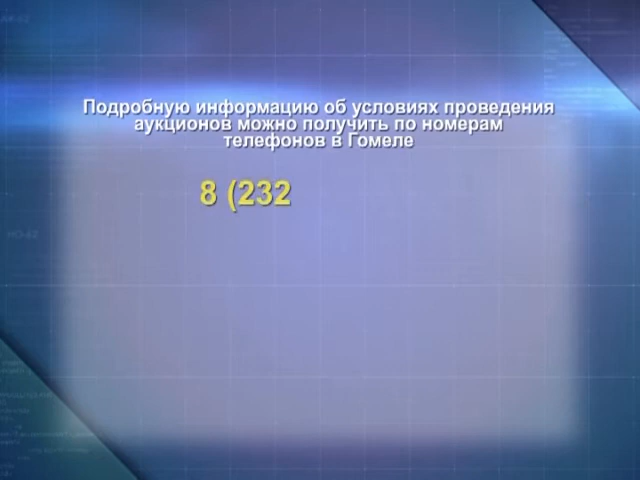 Подробную информацию об условиях проведения
аукционов можно получить по номерам
телефонов в Гомеле
8 (232